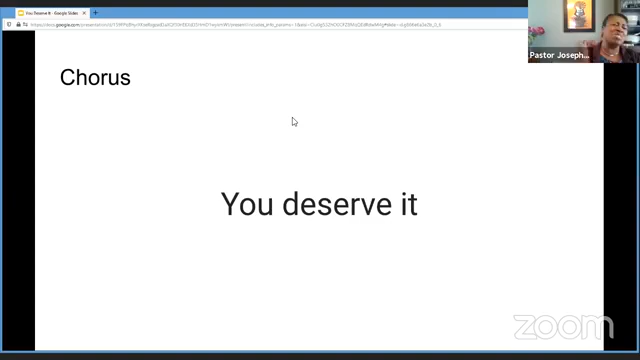 You Deserve It - Google Slides
Pastor Joseph...
Chorus
You deserve it
zoom